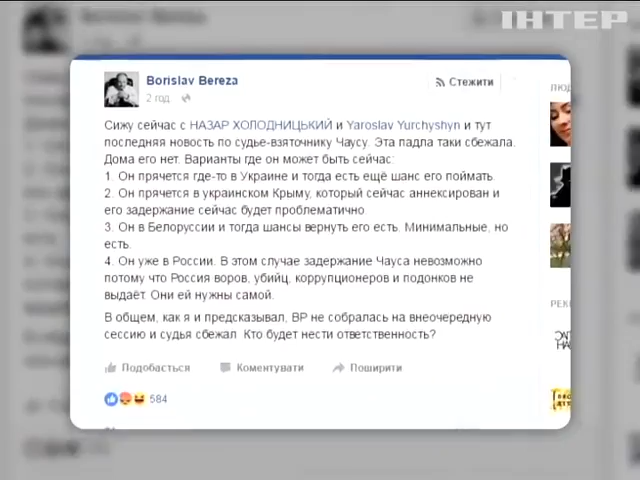 ІНТЕР
Borislav Bereza
Стежити
2 год.
Сижу сейчас с НАЗАР ХОЛОДНИЦЬКИЙ и Yaroslav Yurchyshyn и тут
последняя новость по судье-взяточнику Чаусу. Эта падла таки сбежала.
Дома его нет. Варианты где он может быть сейчас:
1. Он прячется где-то в Украине и тогда есть ещё шанс его поймать.
2. Он прячется в украинском Крыму, который сейчас аннексирован и
его задержание сейчас будет проблематично
3. Он в Белоруссии и тогда шансы вернуть его есть. Минимальные, но
есть.
4. Он уже в России. В этом случае задержание Чауса невозможно
потому что Россия воров, убийц, коррупционеров и подонков не
выдаёт. Они ей нужны самой.
В общем, как я и предсказывал, ВР не собралась на внеочередную
сессию и судья сбежал. Кто будет нести ответственность?
Подобається
Коментувати
Поширити
584
ЛЮД
РЕК